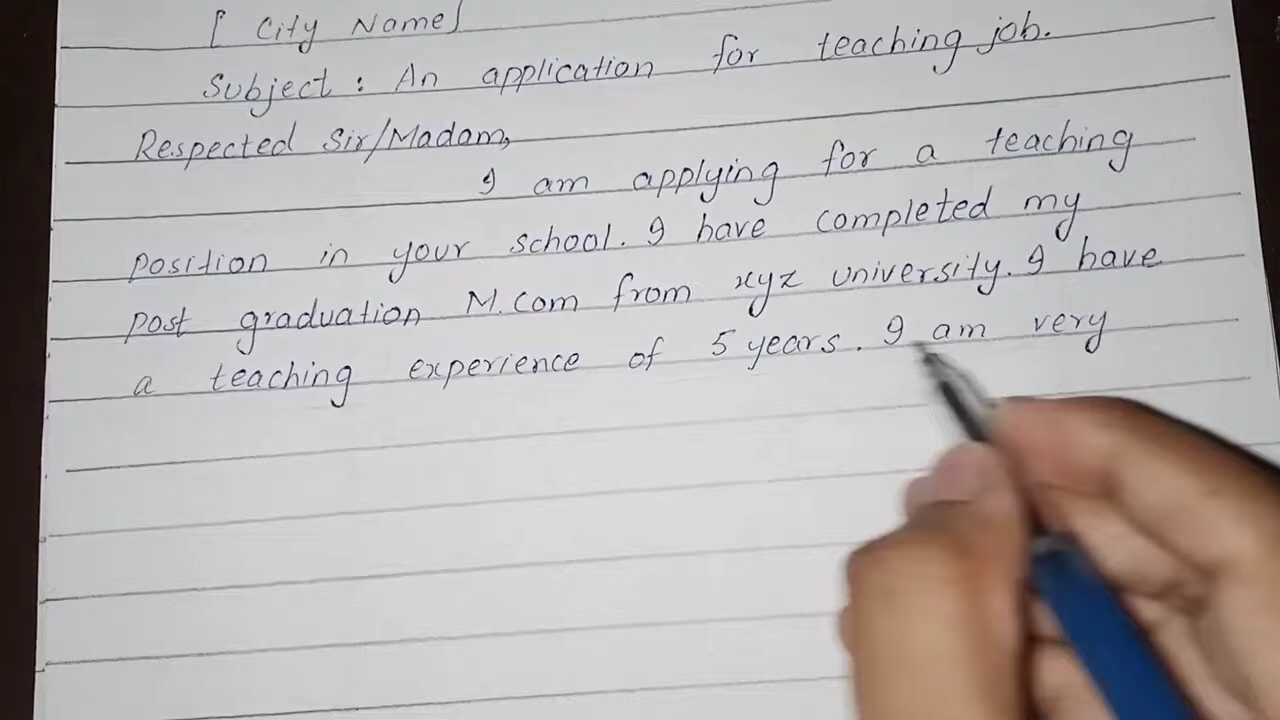 [ City Name]
Subject : An application for teaching job.
Respected Sir/Madam,
I am applying for a teaching
position in your school. I have completed my
post graduation M.Com from xyz university. I have
a teaching experience of 5 years. I am very